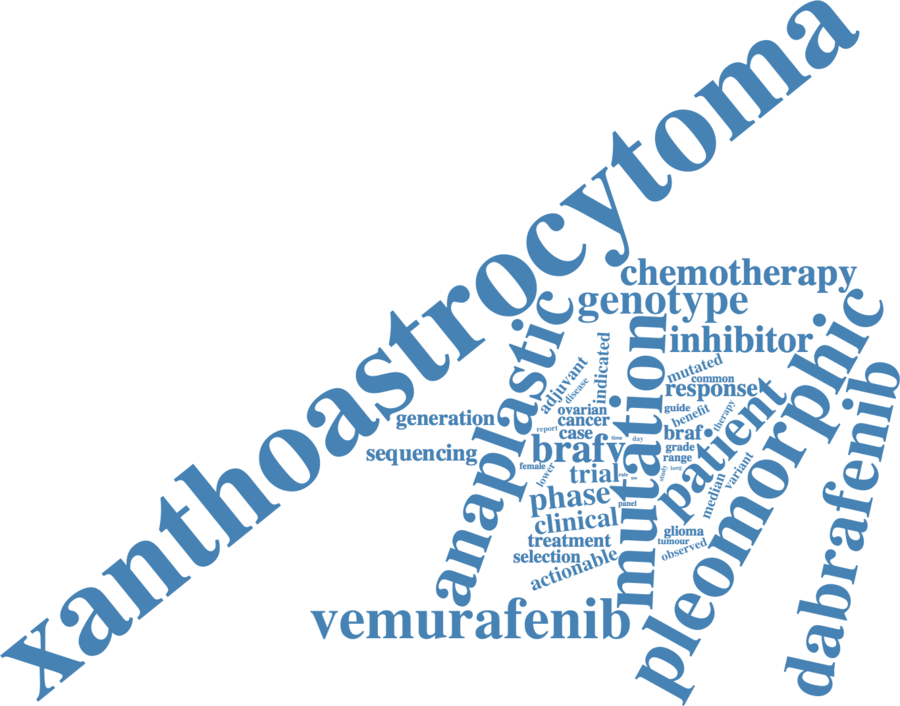 xanthoastrocytoma
chemotherapy
genotype
anaplastic
mutation
pleomorphic
inhibitor
indicated
adjuvant
disease
mutated
common
response
dabrafenib
patient
generation
ovarian
cancer
guide
benefit
therapy
report
case
braf
sequencing
brafv
time
day
grade
range
female
lower
trial
rate
study
long
median
variant
phase
panel
clinical
glioma
treatment
tumour
observed
selection
actionable
vemurafenib